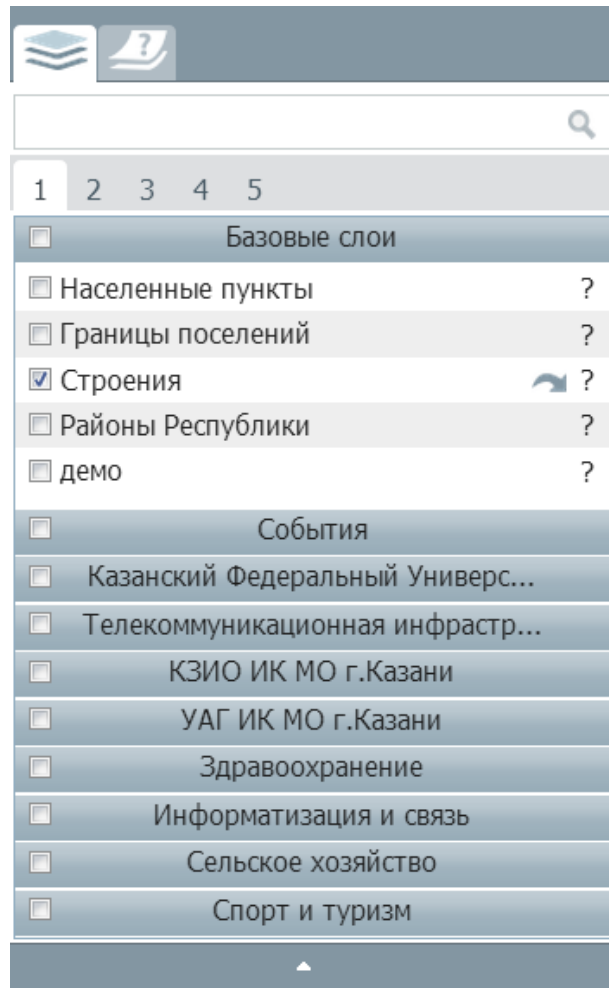 ?
1 2 3 4 5
Базовые слои
Населенные пункты ?
Границы поселений ?
Строения ?
Районы Республики ?
демо ?
События
Казанский Федеральный Универс...
Телекоммуникационная инфрастр...
КЗИО ИК МО г.Казани
УАГ ИК МО г.Казани
Здравоохранение
Информатизация и связь
Сельское хозяйство
Спорт и туризм